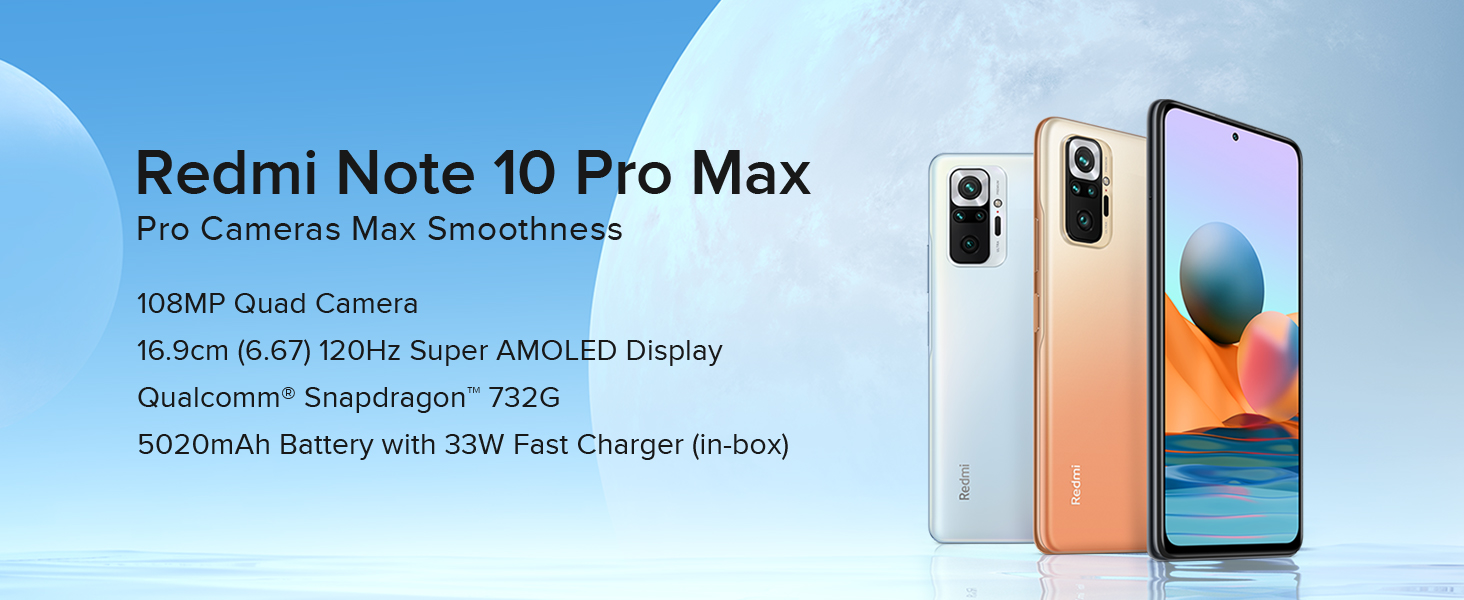 Redmi Note 10 Pro Max
Pro Cameras Max Smoothness
108MP Quad Camera
16.9cm (6.67) 120Hz Super AMOLED Display
Qualcomm® Snapdragon™ 732G
5020mAh Battery with 33W Fast Charger (in-box)
Redmi
Redmi